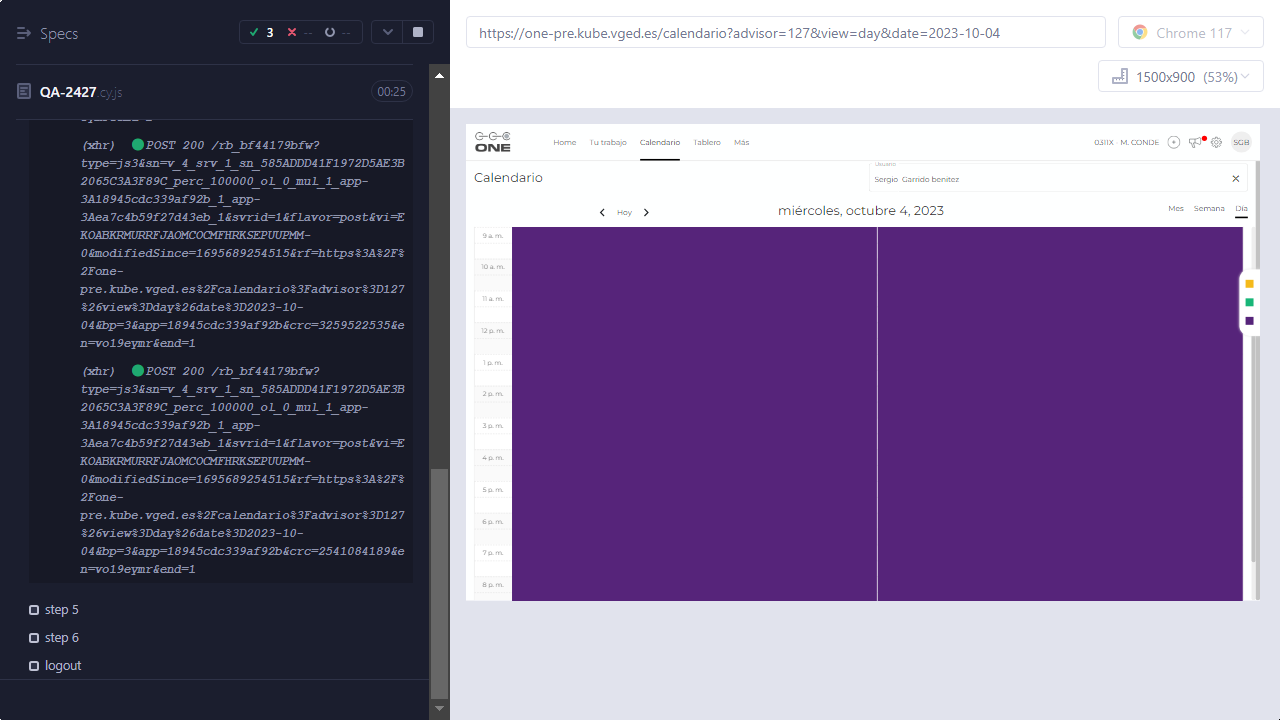 Specs
3 -- --
QA-2427.cy.js
00:25
(xhr) POST 200 /rb_bf44179bfw?
type=js3&sn=v_4_srv_1_sn_585ADDD41F1972D5AE3B
2065C3A3F89C_perc_100000_ol_0_mul_1_app-
3A18945cdc339af92b_1_app-
3Aea7c4b59f27d43eb_1&svrid=1&flavor=post&vi=E
KOABKRMURRFJAOMCOCMFHRKSEPUUPMM-
0&modifiedSince=1695689254515&rf=https%3A%2F%
2Fone-
pre.kube.vged.es%2Fcalendario%3Fadvisor%3D127
%26view%3Dday%26date%3D2023-10-
04&bp=3&app=18945cdc339af92b&crc=3259522535&e
n=vo19eymr&end=1
(xhr) POST 200 /rb_bf44179bfw?
type=js3&sn=v_4_srv_1_sn_585ADDD41F1972D5AE3B
2065C3A3F89C_perc_100000_ol_0_mul_1_app-
3A18945cdc339af92b_1_app-
3Aea7c4b59f27d43eb_1&svrid=1&flavor=post&vi=E
KOABKRMURRFJAOMCOCMFHRKSEPUUPMM-
0&modifiedSince=1695689254515&rf=https%3A%2F%
2Fone-
pre.kube.vged.es%2Fcalendario%3Fadvisor%3D127
%26view%3Dday%26date%3D2023-10-
04&bp=3&app=18945cdc339af92b&crc=2541084189&e
n=vo19eymr&end=1
step 5
step 6
logout
https://one-pre.kube.vged.es/calendario?advisor=127&view=day&date=2023-10-04
Chrome 117
1500x900 (53%)
ONE
Home Tu trabajo Calendario Tablero Más
0311X - M. CONDE
SGB
Calendario
Usuario
Sergio Garrido benitez
Hoy
miércoles, octubre 4, 2023
Mes Semana Día
9 a. m.
10 a. m.
11 a. m.
12 p. m.
1 p. m.
2 p. m.
3 p. m.
4 p. m.
5 p. m.
6 p. m.
7 p. m.
8 p. m.